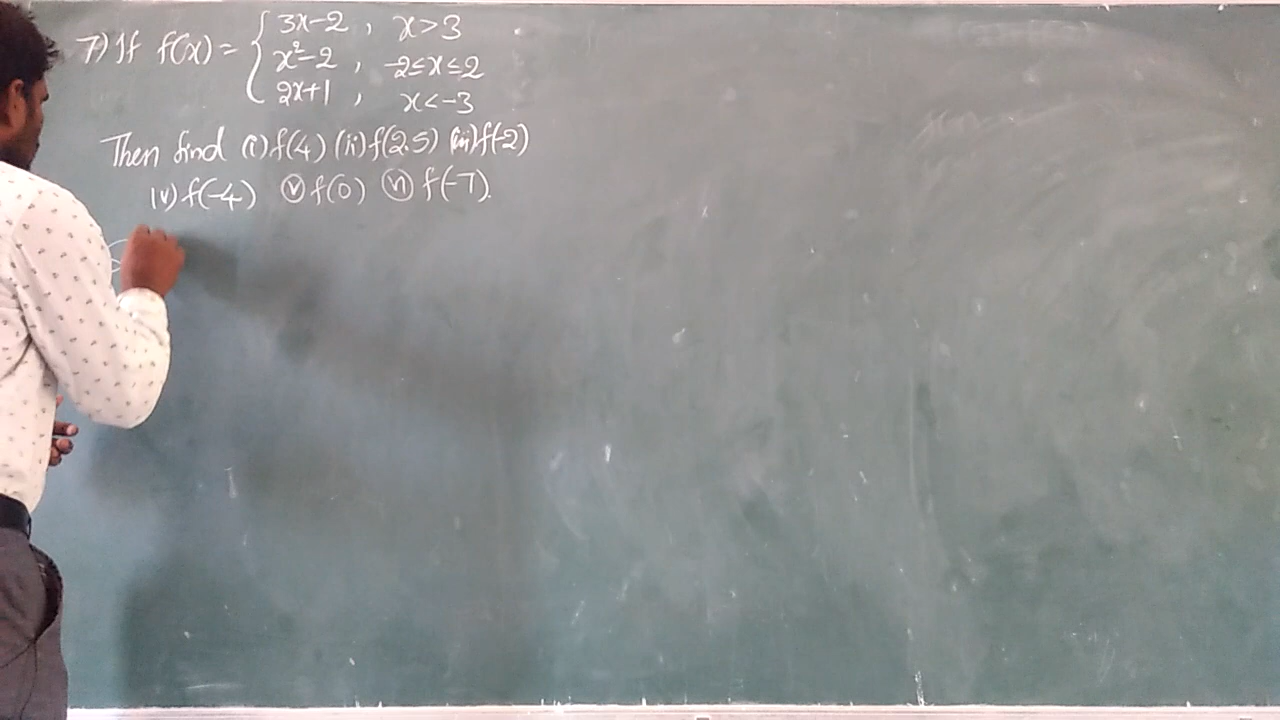 7) If f(x) = { 3x-2 , x>3
x²-2 , -2≤x≤2
2x+1 , x<-3
Then find (i) f(4) (ii) f(2.5) (iii) f(-2)
iv) f(-4) (v) f(0) (vi) f(-7).